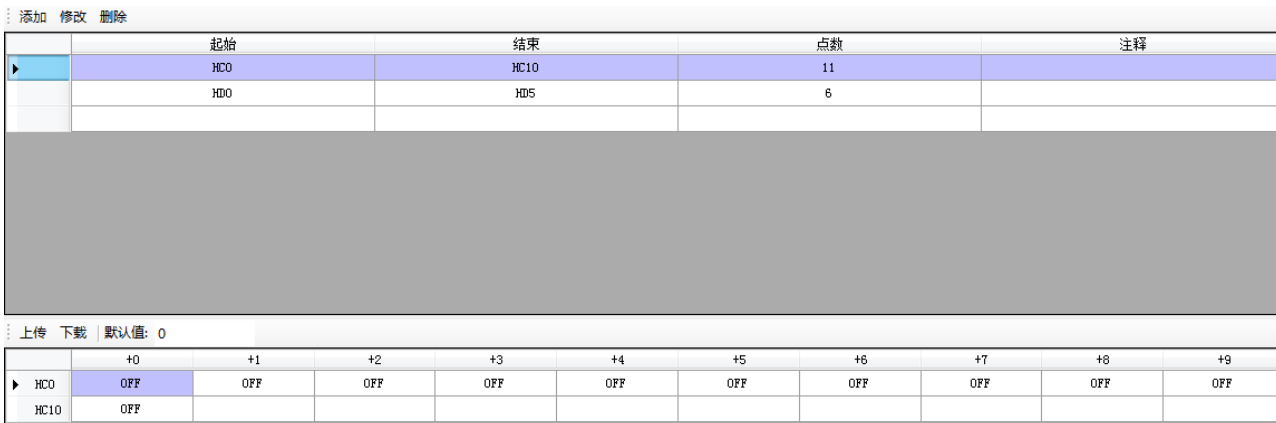 添加 修改 删除
起始 结束 点数 注释
HC0 HC10 11
HD0 HD5 6
上传 下载 默认值: 0
+0 +1 +2 +3 +4 +5 +6 +7 +8 +9
HC0 OFF OFF OFF OFF OFF OFF OFF OFF OFF OFF
HC10 OFF